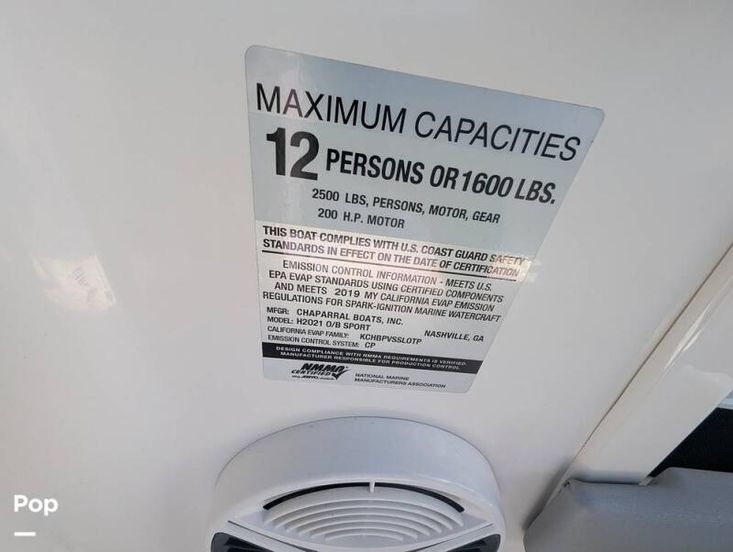 MAXIMUM CAPACITIES
12 PERSONS OR 1600 LBS.
2500 LBS, PERSONS, MOTOR, GEAR
200 H.P. MOTOR
THIS BOAT COMPLIES WITH U.S. COAST GUARD SAFETY
STANDARDS IN EFFECT ON THE DATE OF CERTIFICATION
EMISSION CONTROL INFORMATION - MEETS U.S.
EPA EVAP STANDARDS USING CERTIFIED COMPONENTS
AND MEETS 2019 MY CALIFORNIA EVAP EMISSION
REGULATIONS FOR SPARK-IGNITION MARINE WATERCRAFT
MFGR: CHAPARRAL BOATS, INC. NASHVILLE, GA
MODEL: H2021 O/B SPORT
CALIFORNIA EVAP FAMILY: KCHBPVSSLOTP
EMISSION CONTROL SYSTEM: CP
DESIGN COMPLIANCE WITH NMMA REQUIREMENTS IS VERIFIED.
MANUFACTURER RESPONSIBLE FOR PRODUCTION CONTROL.
NMMA
CERTIFIED
NATIONAL MARINE
MANUFACTURERS ASSOCIATION
Pop